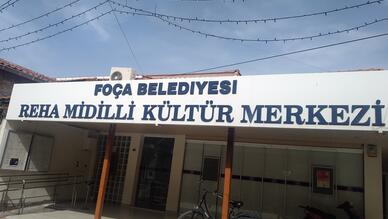 FOÇA BELEDİYESİ
REHA MİDİLLİ KÜLTÜR MERKEZİ